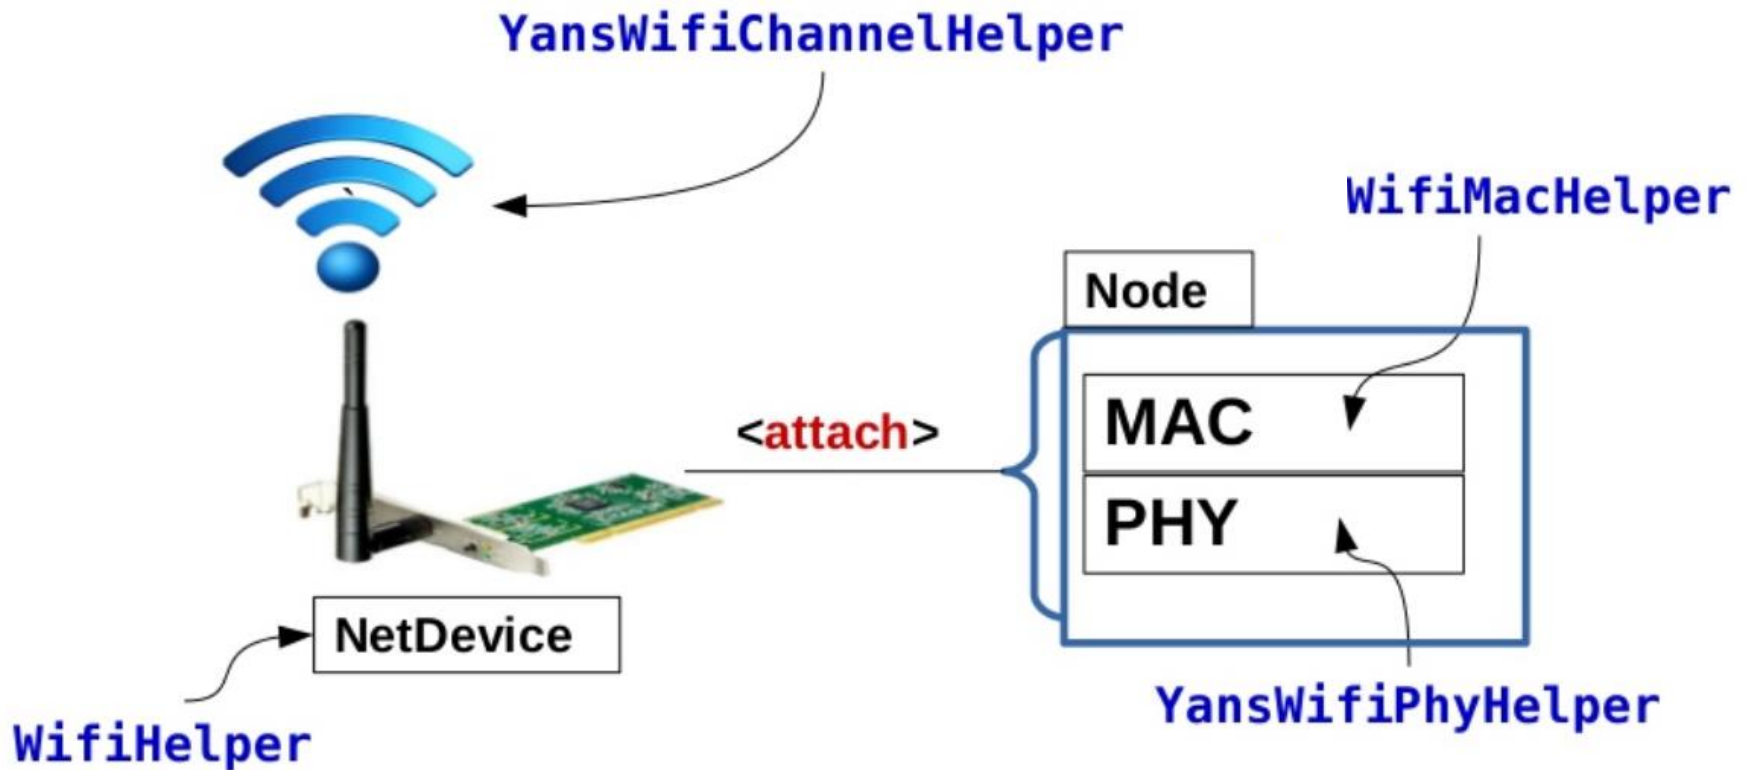 YansWifiChannelHelper
WifiMacHelper
Node
<attach>
MAC
PHY
NetDevice
YansWifiPhyHelper
WifiHelper